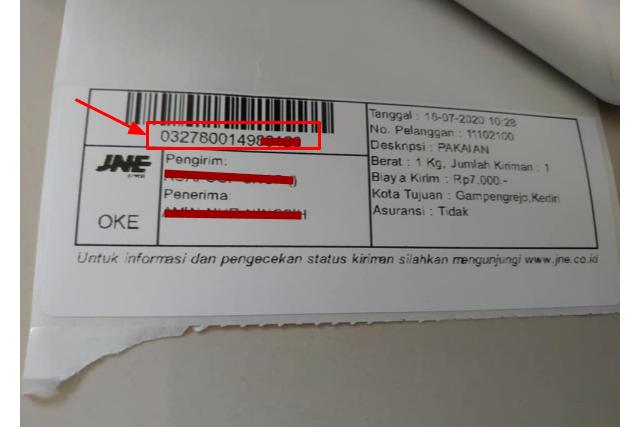 03278001498
JNE
OKE
Pengirim:
Penerima:
Tanggal : 16-07-2020 10:28
No. Pelanggan : 11102100
Deskripsi : PAKAIAN
Berat : 1 Kg, Jumlah Kiriman : 1
Biaya Kirim : Rp7.000.-
Kota Tujuan : Gampengrejo,Kediri
Asuransi : Tidak
Untuk informasi dan pengecekan status kiriman silahkan mengunjungi www.jne.co.id